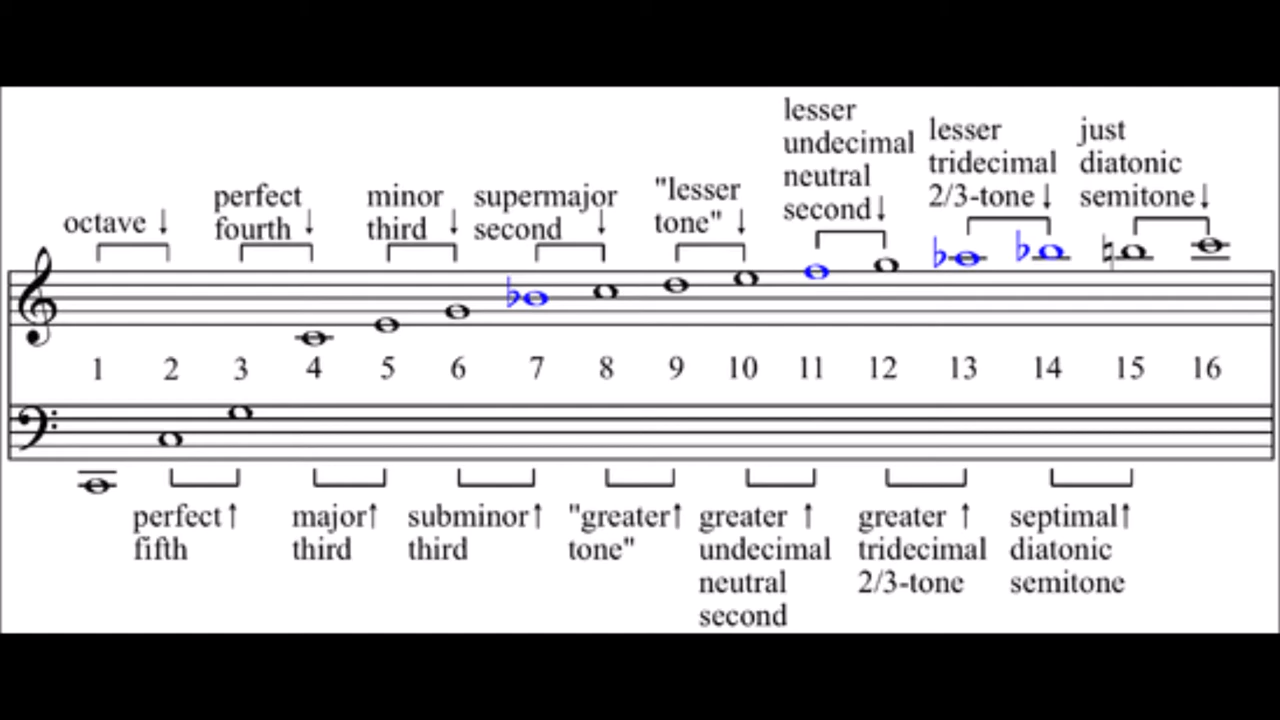 octave ↓
perfect
fourth ↓
minor
third ↓
supermajor
second ↓
"lesser
tone" ↓
lesser
undecimal
neutral
second↓
lesser
tridecimal
2/3-tone↓
just
diatonic
semitone↓
1 2 3 4 5 6 7 8 9 10 11 12 13 14 15 16
perfect↑
fifth
major↑
third
subminor↑
third
"greater↑
tone"
greater ↑
undecimal
neutral
second
greater ↑
tridecimal
2/3-tone
septimal↑
diatonic
semitone